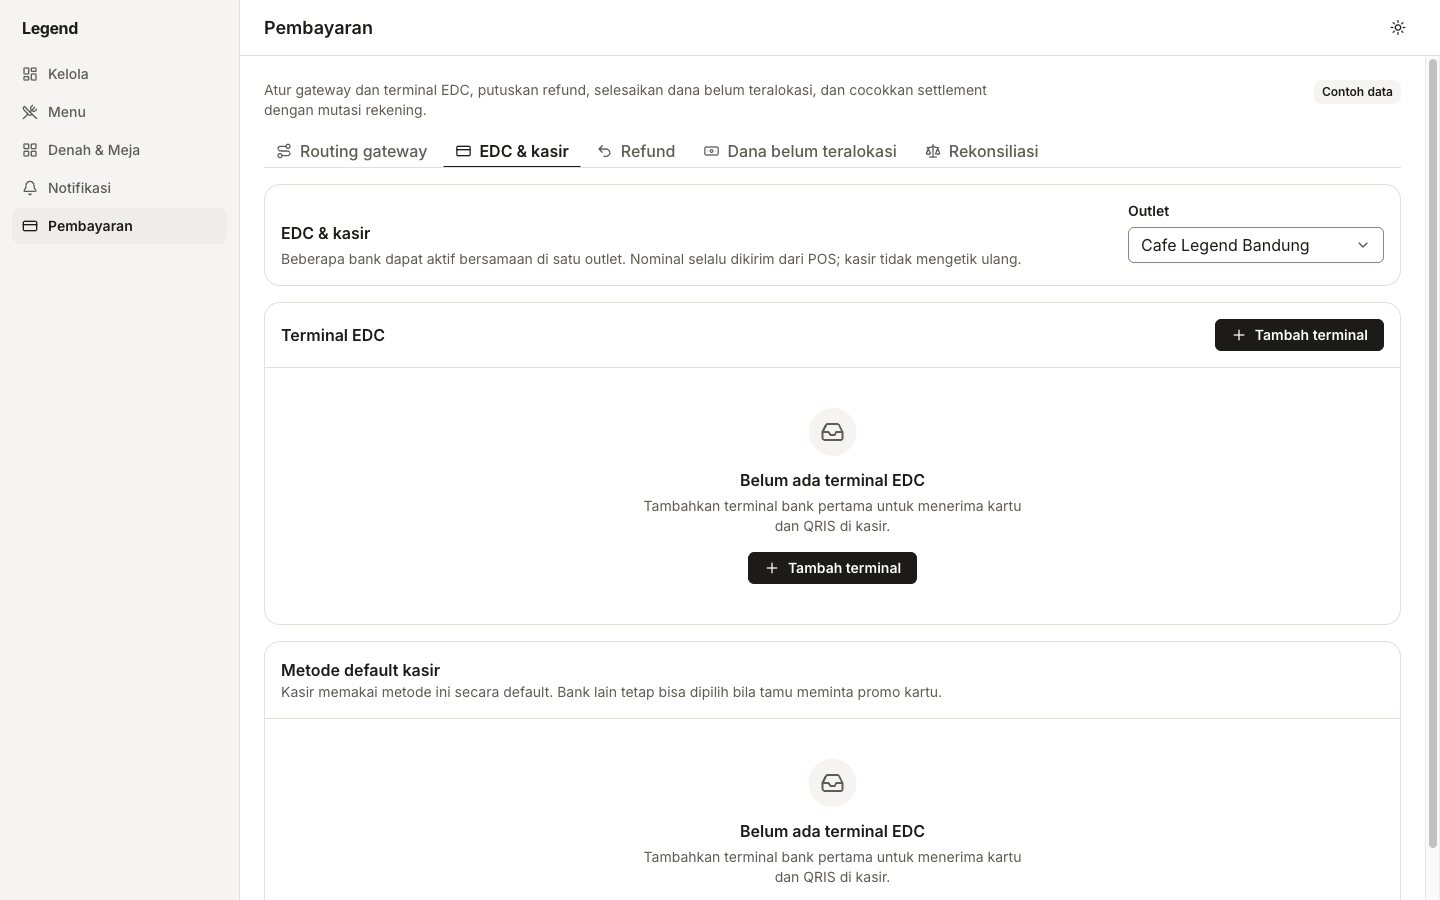 Legend
Kelola
Menu
Denah & Meja
Notifikasi
Pembayaran
Pembayaran
Atur gateway dan terminal EDC, putuskan refund, selesaikan dana belum teralokasi, dan cocokkan settlement
dengan mutasi rekening.
Contoh data
Routing gateway
EDC & kasir
Refund
Dana belum teralokasi
Rekonsiliasi
EDC & kasir
Beberapa bank dapat aktif bersamaan di satu outlet. Nominal selalu dikirim dari POS; kasir tidak mengetik ulang.
Outlet
Cafe Legend Bandung
Terminal EDC
Tambah terminal
Belum ada terminal EDC
Tambahkan terminal bank pertama untuk menerima kartu
dan QRIS di kasir.
Tambah terminal
Metode default kasir
Kasir memakai metode ini secara default. Bank lain tetap bisa dipilih bila tamu meminta promo kartu.
Belum ada terminal EDC
Tambahkan terminal bank pertama untuk menerima kartu
dan QRIS di kasir.